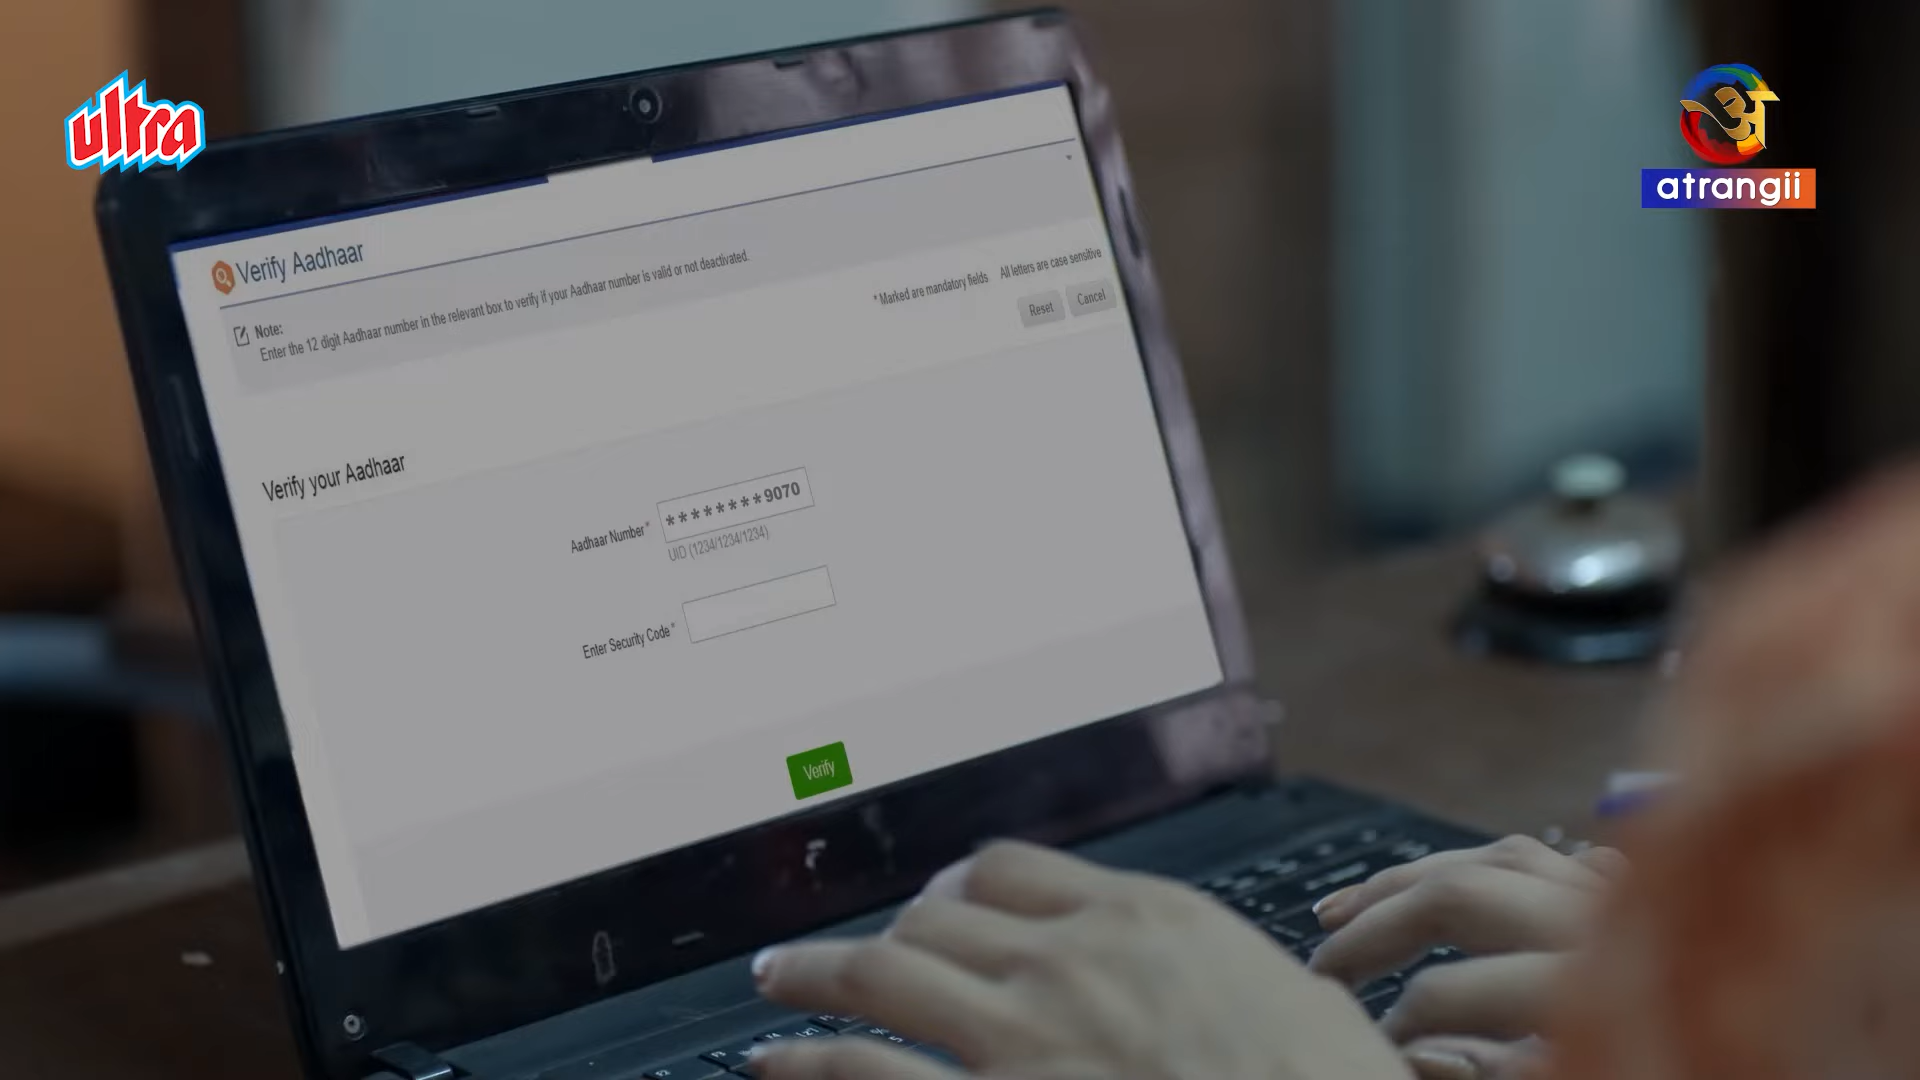 ultra
अ
atrangii
Verify Aadhaar
Note:
Enter the 12 digit Aadhaar number in the relevant box to verify if your Aadhaar number is valid or not deactivated.
* Marked are mandatory fields All letters are case sensitive
Reset Cancel
Verify your Aadhaar
Aadhaar Number* ********9070
UID (1234/1234/1234)
Enter Security Code*
Verify